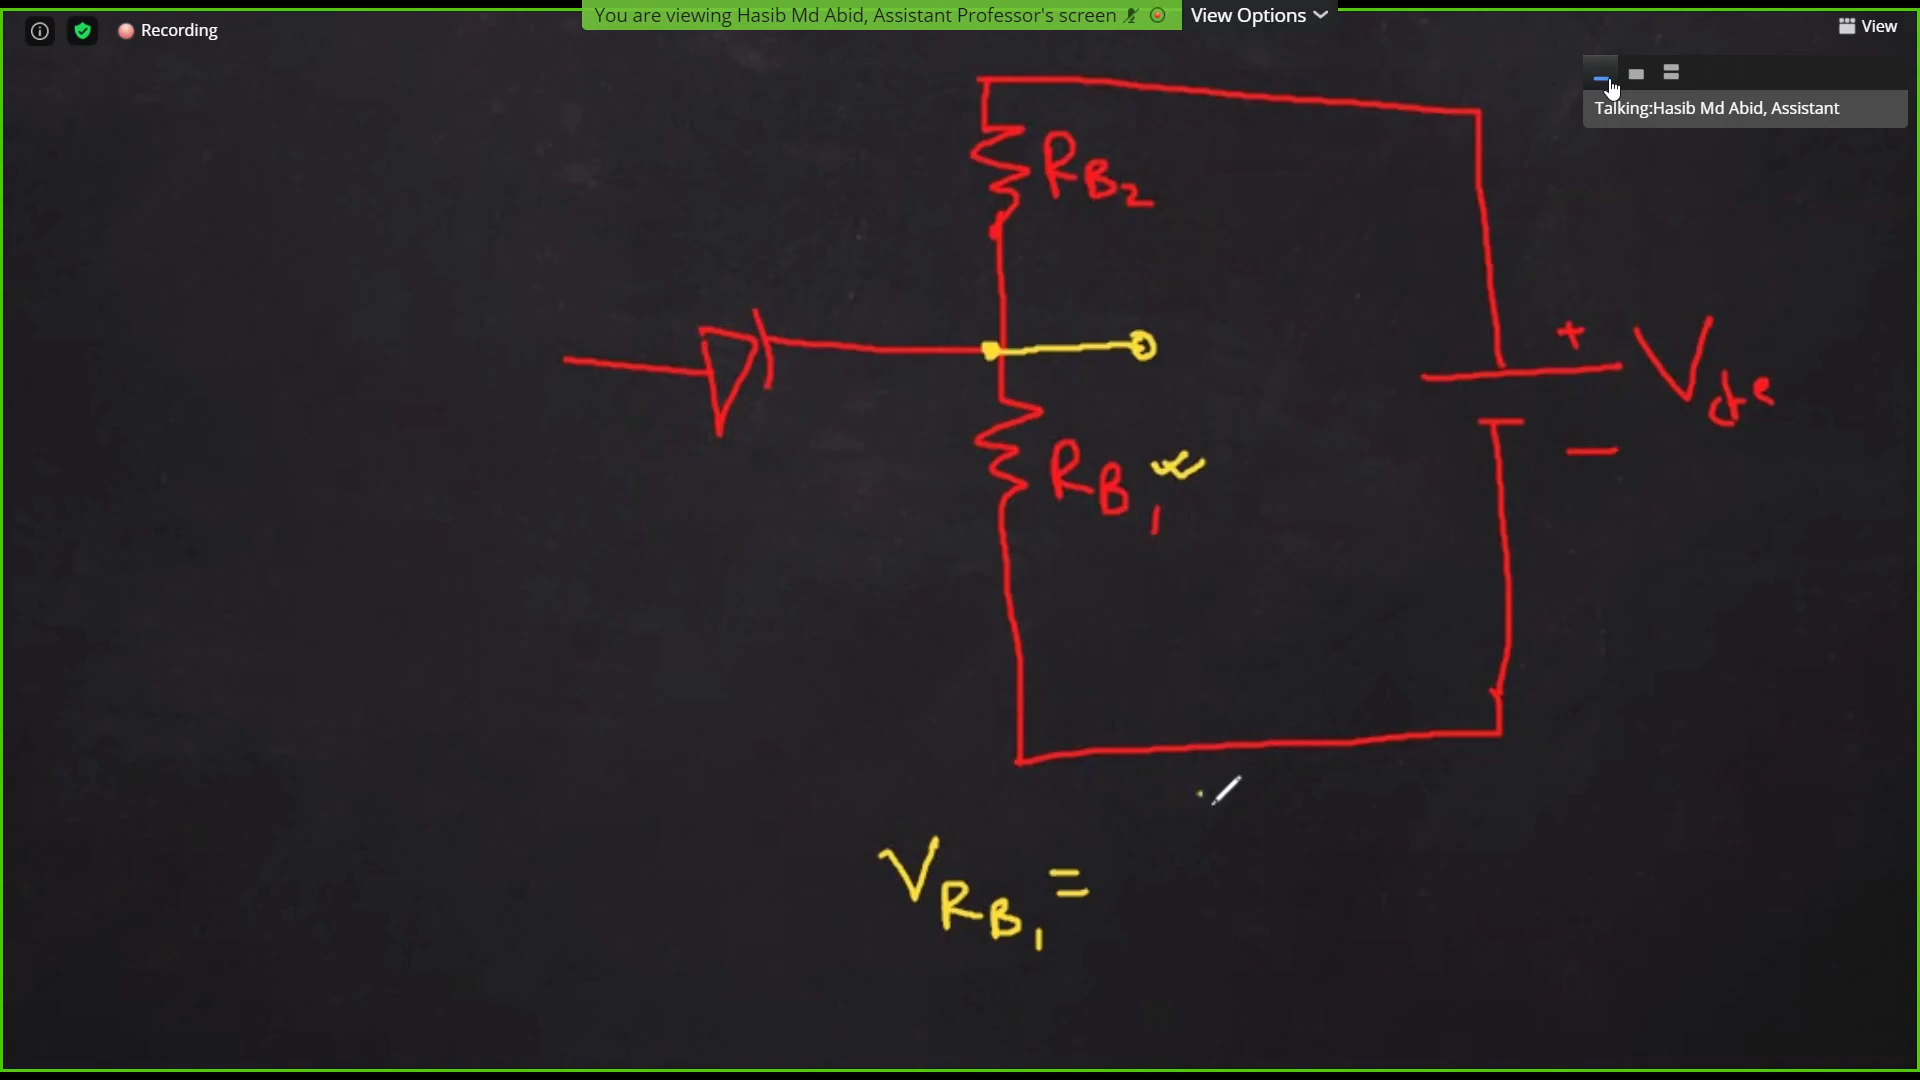 You are viewing Hasib Md Abid, Assistant Professor's screen
View Options
Recording
View
Talking:Hasib Md Abid, Assistant
RB2
+
Vdc
−
RB1
VRB1 =